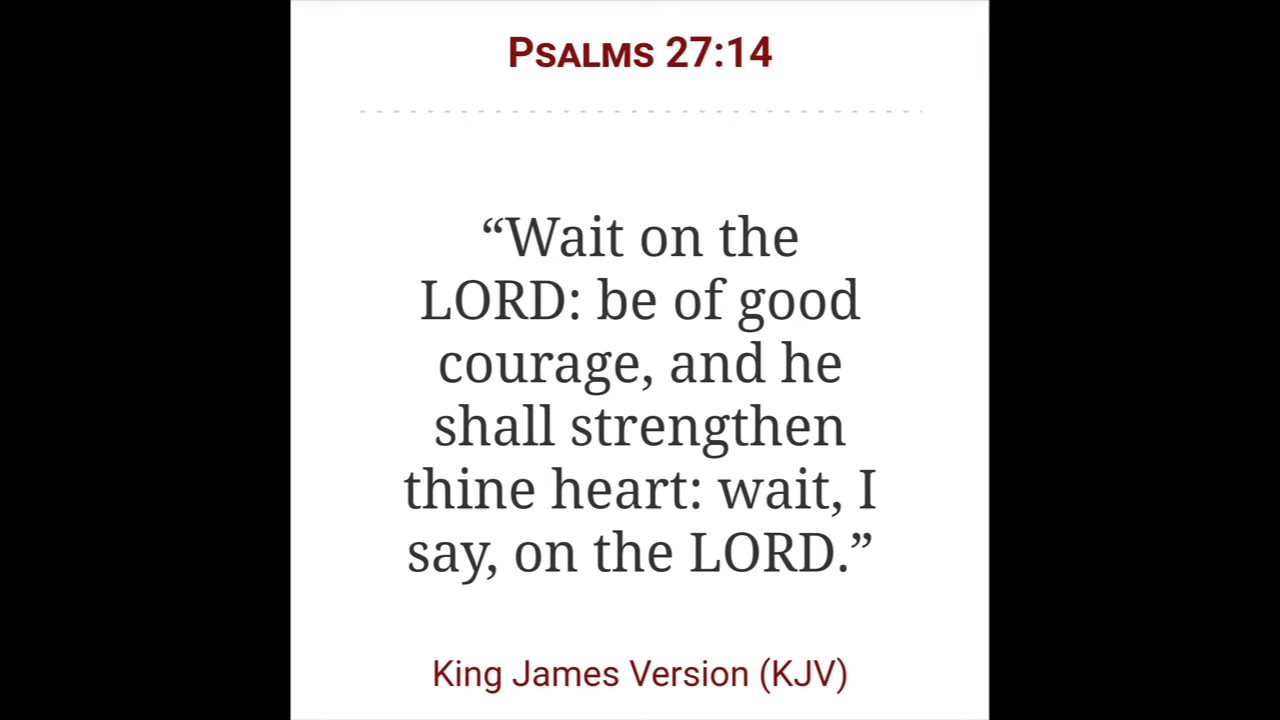 PSALMS 27:14
“Wait on the
LORD: be of good
courage, and he
shall strengthen
thine heart: wait, I
say, on the LORD.”
King James Version (KJV)